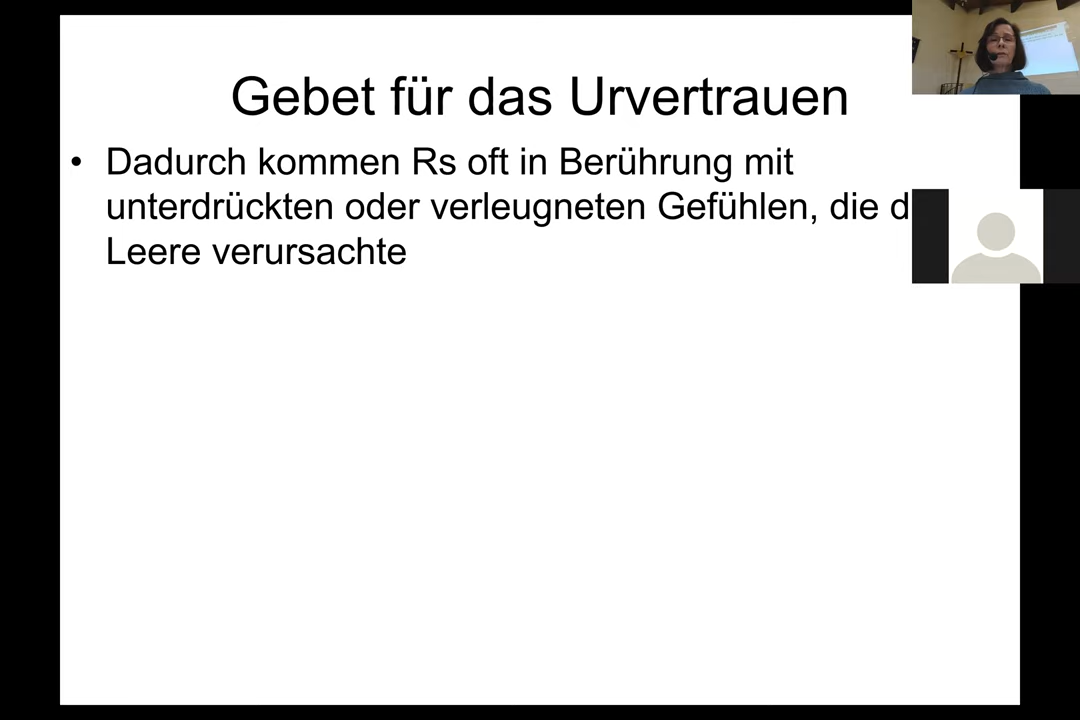 Gebet für das Urvertrauen
• Dadurch kommen Rs oft in Berührung mit
unterdrückten oder verleugneten Gefühlen, die
Leere verursachte